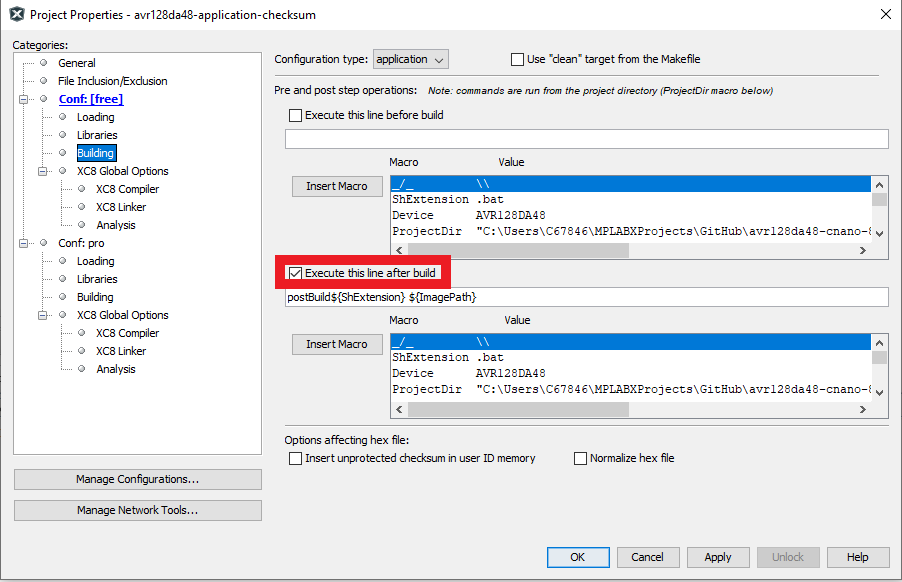 Project Properties - avr128da48-application-checksum
Categories:
General
File Inclusion/Exclusion
Conf: [free]
Loading
Libraries
Building
XC8 Global Options
XC8 Compiler
XC8 Linker
Analysis
Conf: pro
Loading
Libraries
Building
XC8 Global Options
XC8 Compiler
XC8 Linker
Analysis
Manage Configurations...
Manage Network Tools...
Configuration type: application Use "clean" target from the Makefile
Pre and post step operations: Note: commands are run from the project directory (ProjectDir macro below)
Execute this line before build
Macro Value
Insert Macro
_/_ \\
ShExtension .bat
Device AVR128DA48
ProjectDir "C:\Users\C67846\MPLABXProjects\GitHub\avr128da48-cnano-
Execute this line after build
postBuild${ShExtension} ${ImagePath}
Macro Value
Insert Macro
_/_ \\
ShExtension .bat
Device AVR128DA48
ProjectDir "C:\Users\C67846\MPLABXProjects\GitHub\avr128da48-cnano-
Options affecting hex file:
Insert unprotected checksum in user ID memory Normalize hex file
OK Cancel Apply Unlock Help